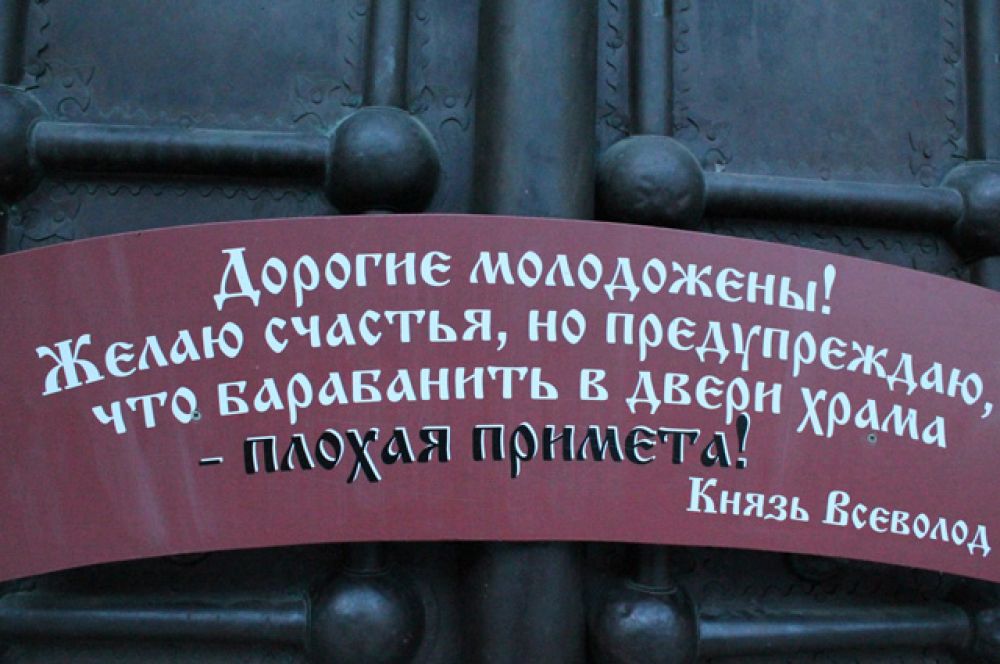 Дорогие молодожены!
Желаю счастья, но предупреждаю,
что барабанить в двери храма
- плохая примета!
Князь Всеволод